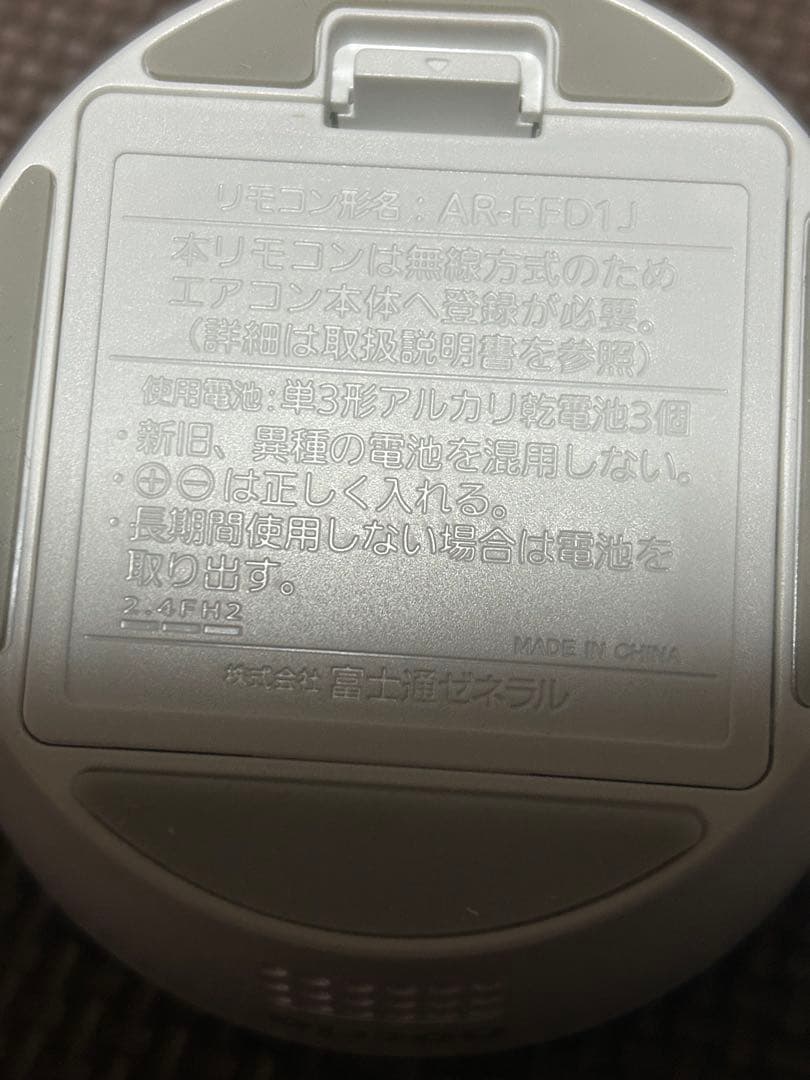 リモコン形名：AR-FFD1J
本リモコンは無線方式のため
エアコン本体へ登録が必要。
（詳細は取扱説明書を参照）
使用電池：単3形アルカリ乾電池3個
・新旧、異種の電池を混用しない。
・⊕⊖は正しく入れる。
・長期間使用しない場合は電池を
取り出す。
2.4FH2
MADE IN CHINA
株式会社 富士通ゼネラル